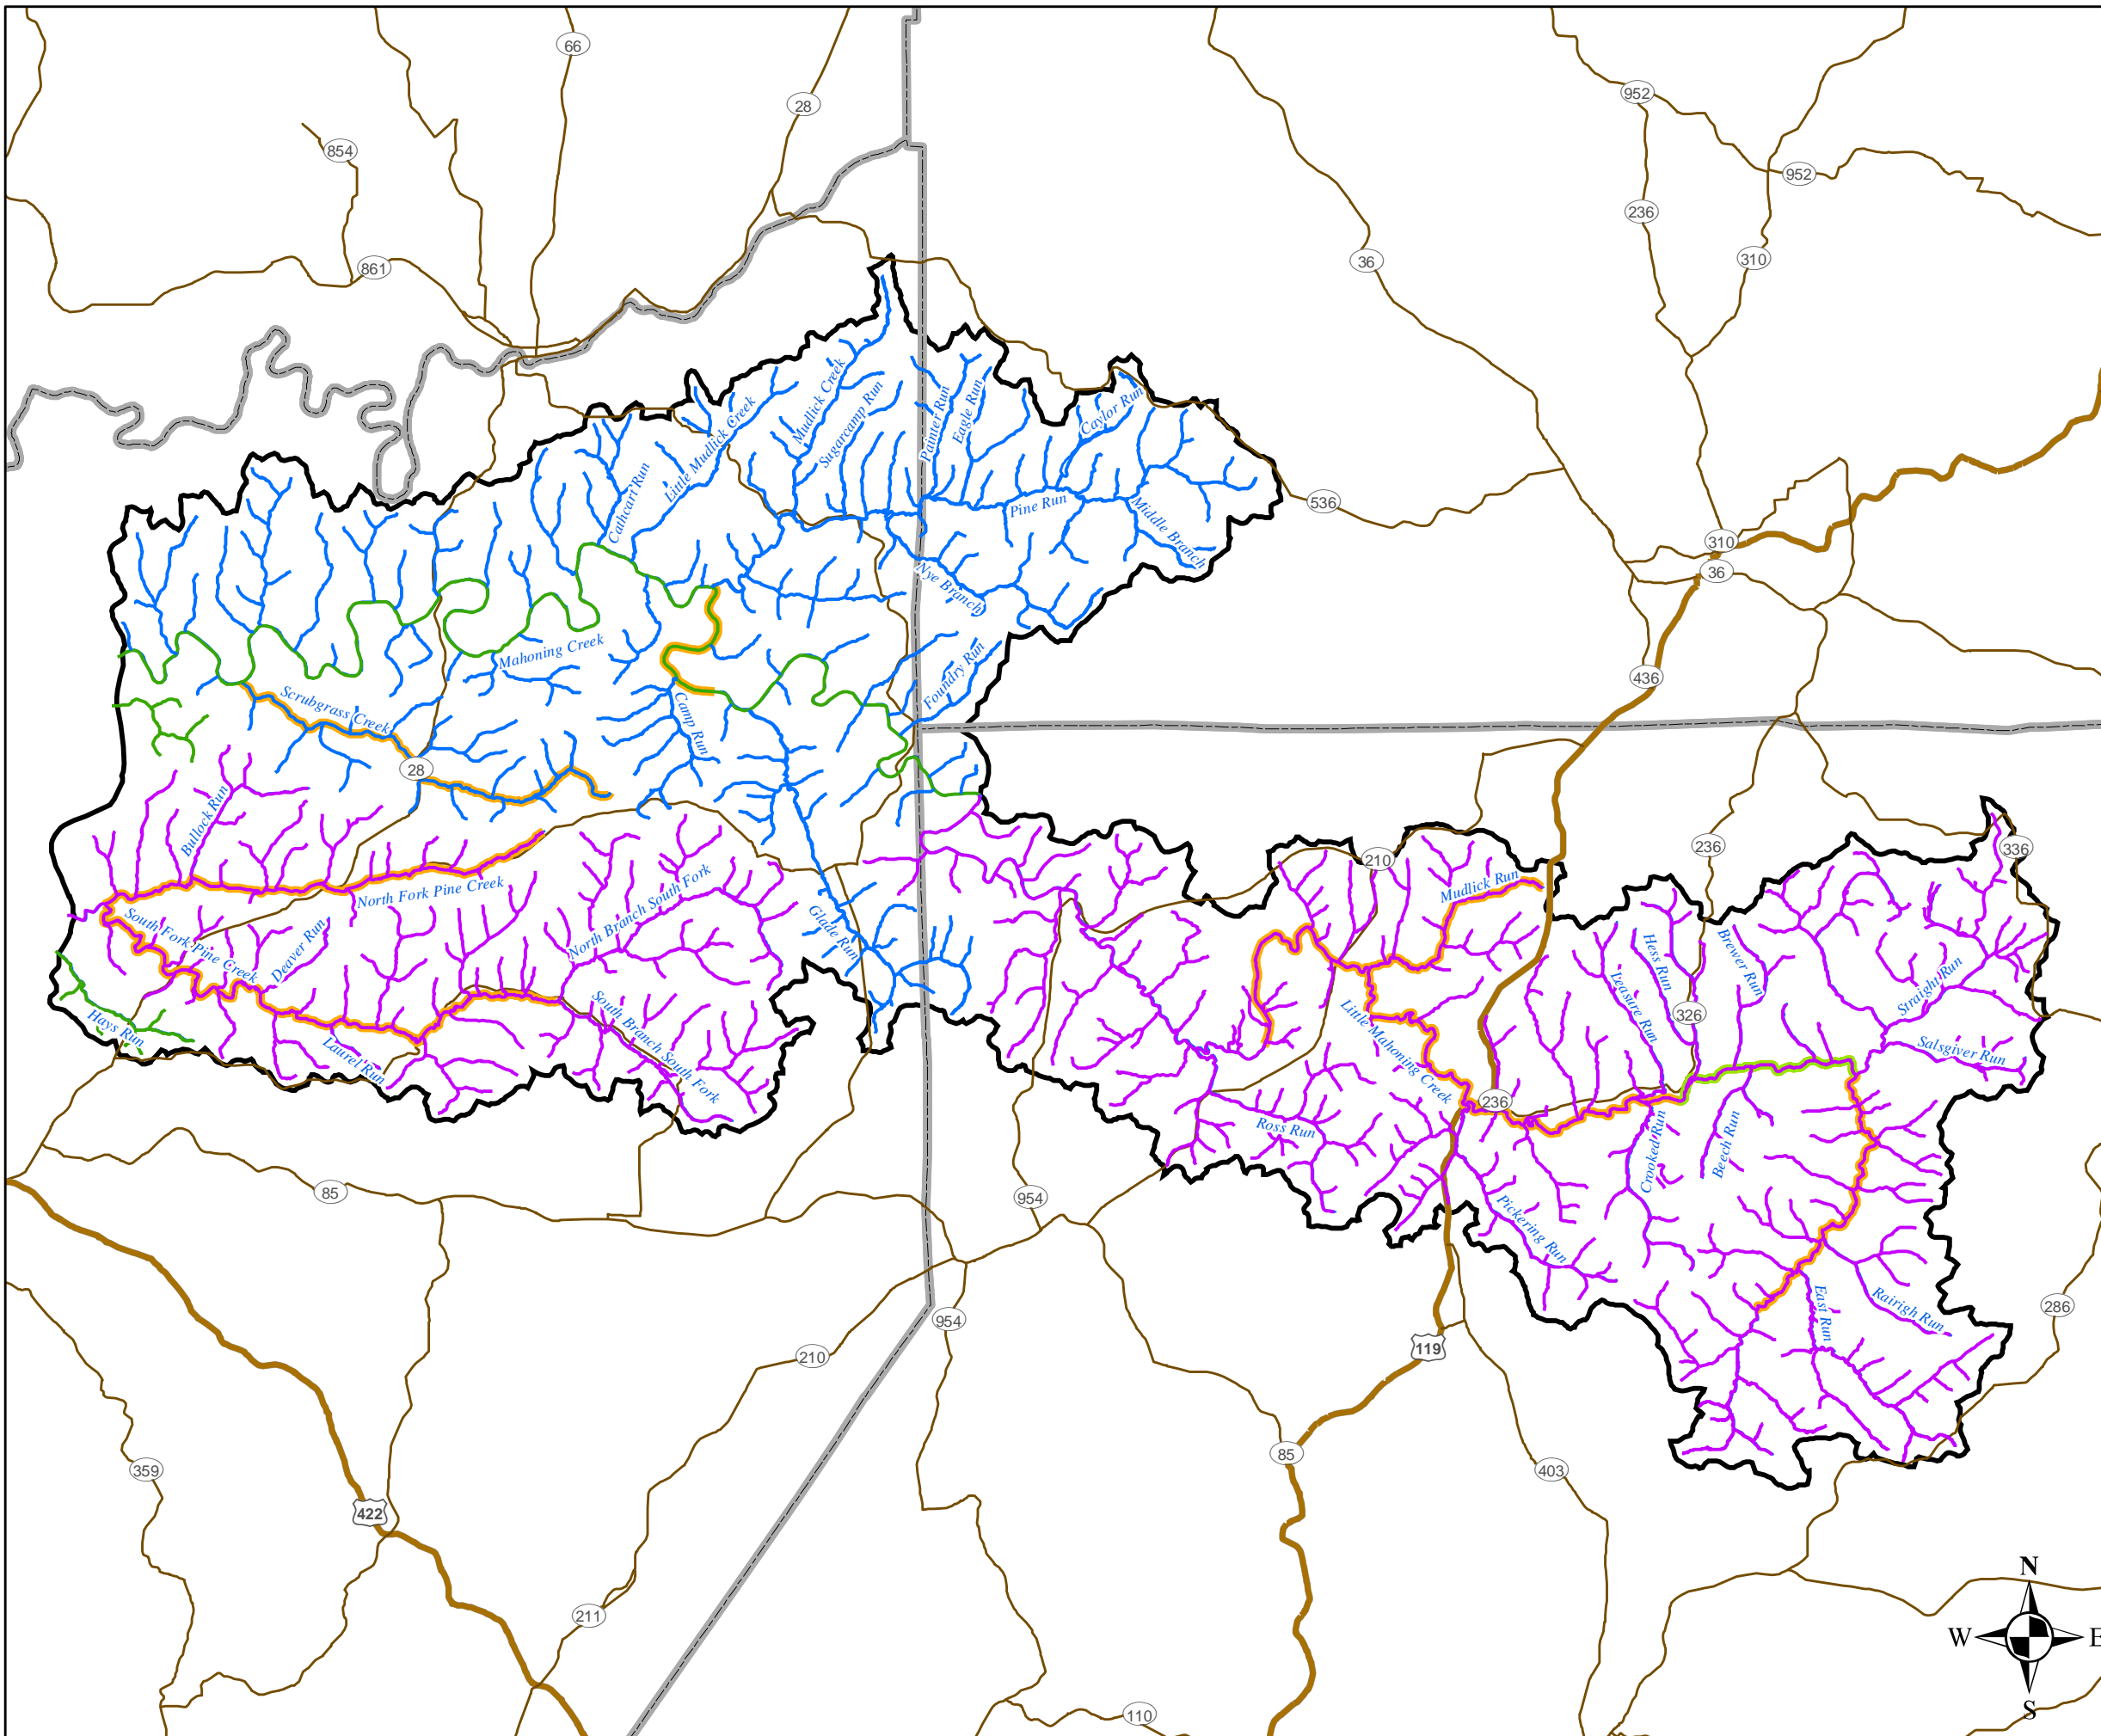 66
28
952
854
952
236
310
36
861
Mudlick Creek
Sugarcamp Run
Painter Run
Eagle Run
Caylor Run
Little Mudlick Creek
Cathcart Run
Pine Run
Middle Branch
536
310
36
Nye Branch
Mahoning Creek
Foundry Run
436
Scrubgrass Creek
Camp Run
28
Bullock Run
236
336
210
North Fork Pine Creek
Mudlick Run
North Branch South Fork
South Fork Pine Creek
Deaver Run
Glade Run
Hess Run
Brewer Run
Leasure Run
Straight Run
326
Hays Run
Laurel Run
South Branch South Fork
Little Mahoning Creek
Salsgiver Run
236
Ross Run
Crooked Run
Beech Run
85
954
Pickering Run
East Run
Rairigh Run
286
954
119
210
85
403
359
422
N
211
W
E
S
110